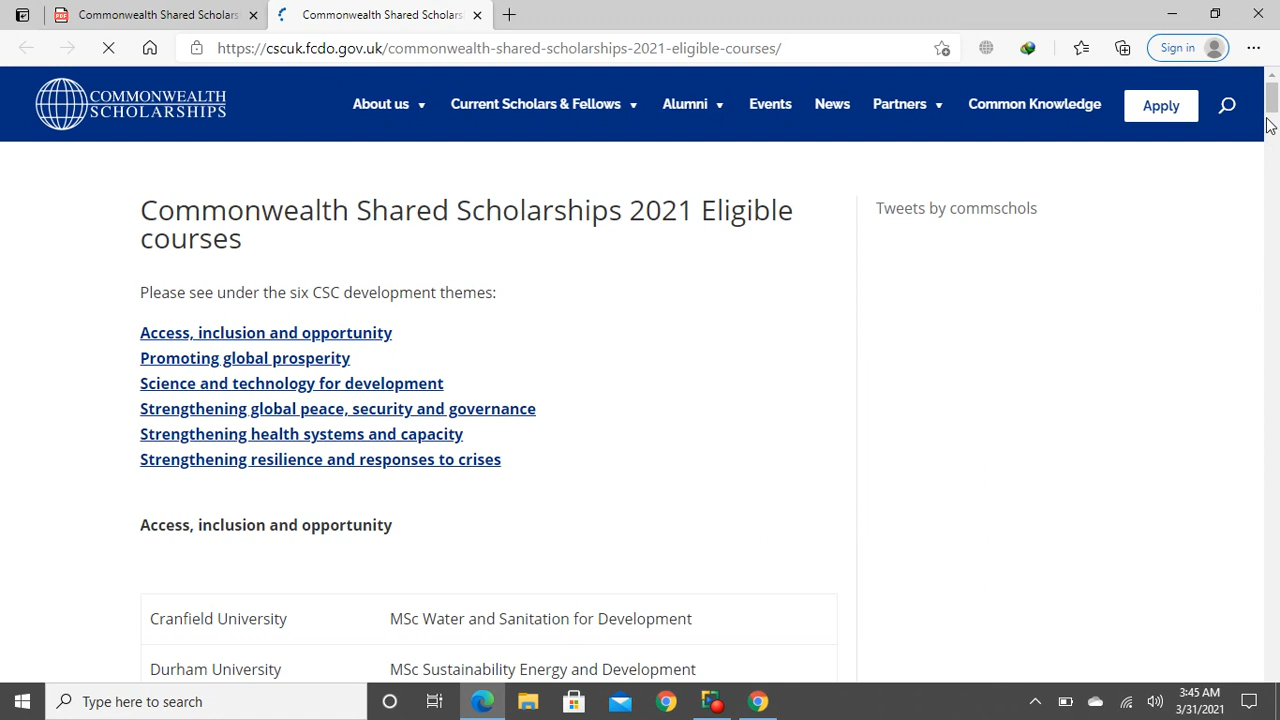 Commonwealth Shared Scholars
Commonwealth Shared Scholars
https://cscuk.fcdo.gov.uk/commonwealth-shared-scholarships-2021-eligible-courses/
Sign in
COMMONWEALTH
SCHOLARSHIPS
About us
Current Scholars & Fellows
Alumni
Events
News
Partners
Common Knowledge
Apply
Commonwealth Shared Scholarships 2021 Eligible
courses
Tweets by commschols
Please see under the six CSC development themes:
Access, inclusion and opportunity
Promoting global prosperity
Science and technology for development
Strengthening global peace, security and governance
Strengthening health systems and capacity
Strengthening resilience and responses to crises
Access, inclusion and opportunity
Cranfield University MSc Water and Sanitation for Development
Durham University MSc Sustainability Energy and Development
Type here to search
3:45 AM
3/31/2021